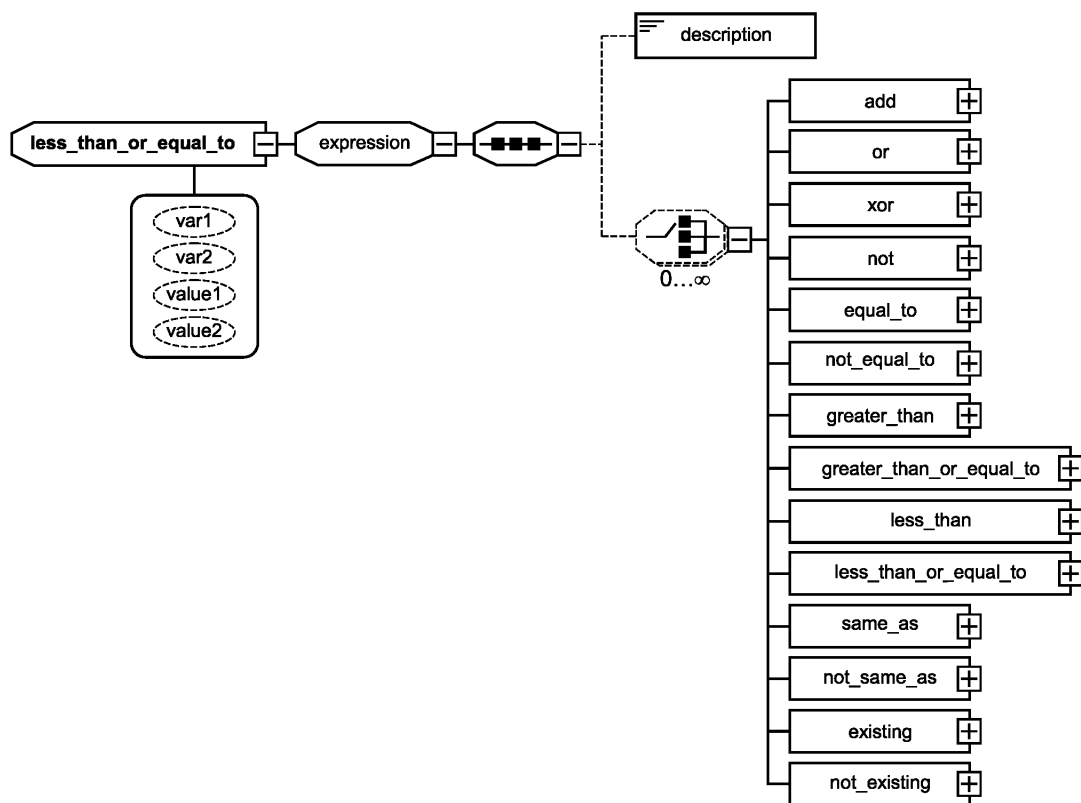 description
add
less_than_or_equal_to
expression
or
xor
var1
var2
value1
value2
0...∞
not
equal_to
not_equal_to
greater_than
greater_than_or_equal_to
less_than
less_than_or_equal_to
same_as
not_same_as
existing
not_existing